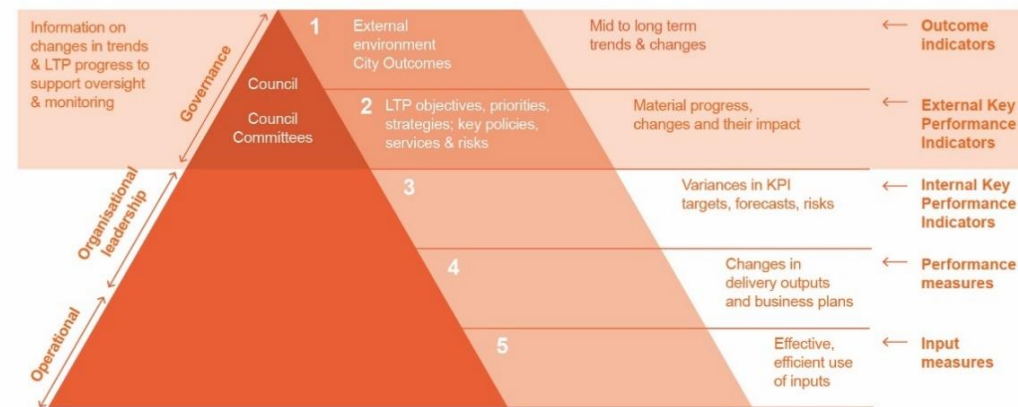 Information on
changes in trends
& LTP progress to
support oversight
& monitoring
Governance
Organisational
leadership
Operational
Council
Council
Committees
1
External
environment
City Outcomes
Mid to long term
trends & changes
← Outcome
indicators
2
LTP objectives, priorities,
strategies; key policies,
services & risks
Material progress,
changes and their impact
← External Key
Performance
Indicators
3
Variances in KPI
targets, forecasts, risks
← Internal Key
Performance
Indicators
4
Changes in
delivery outputs
and business plans
← Performance
measures
5
Effective,
efficient use
of inputs
← Input
measures